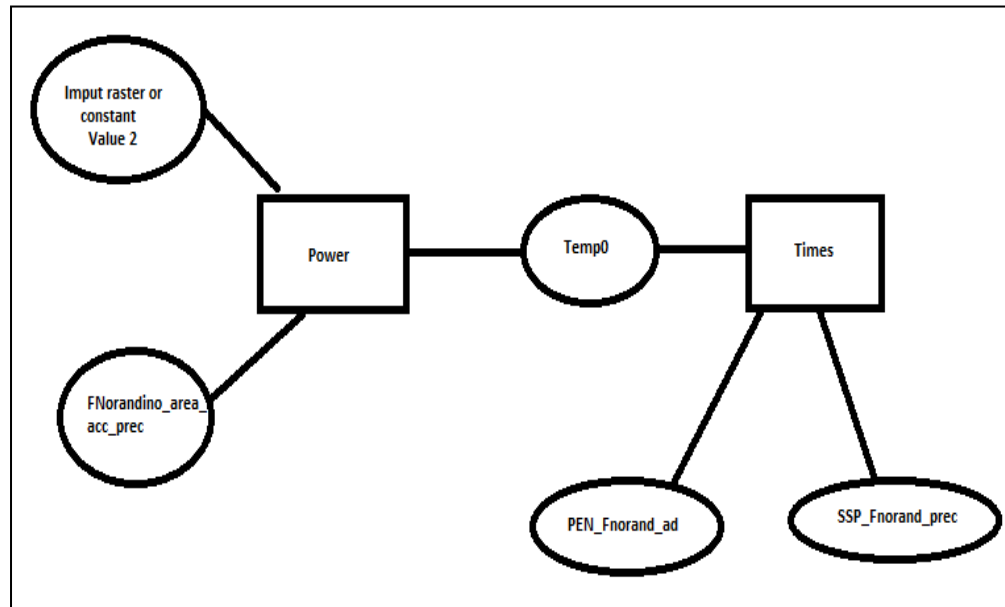 Imput raster or
constant
Value 2
Power
Temp0
Times
FNorandino_area_
acc_prec
PEN_Fnorand_ad
SSP_Fnorand_prec